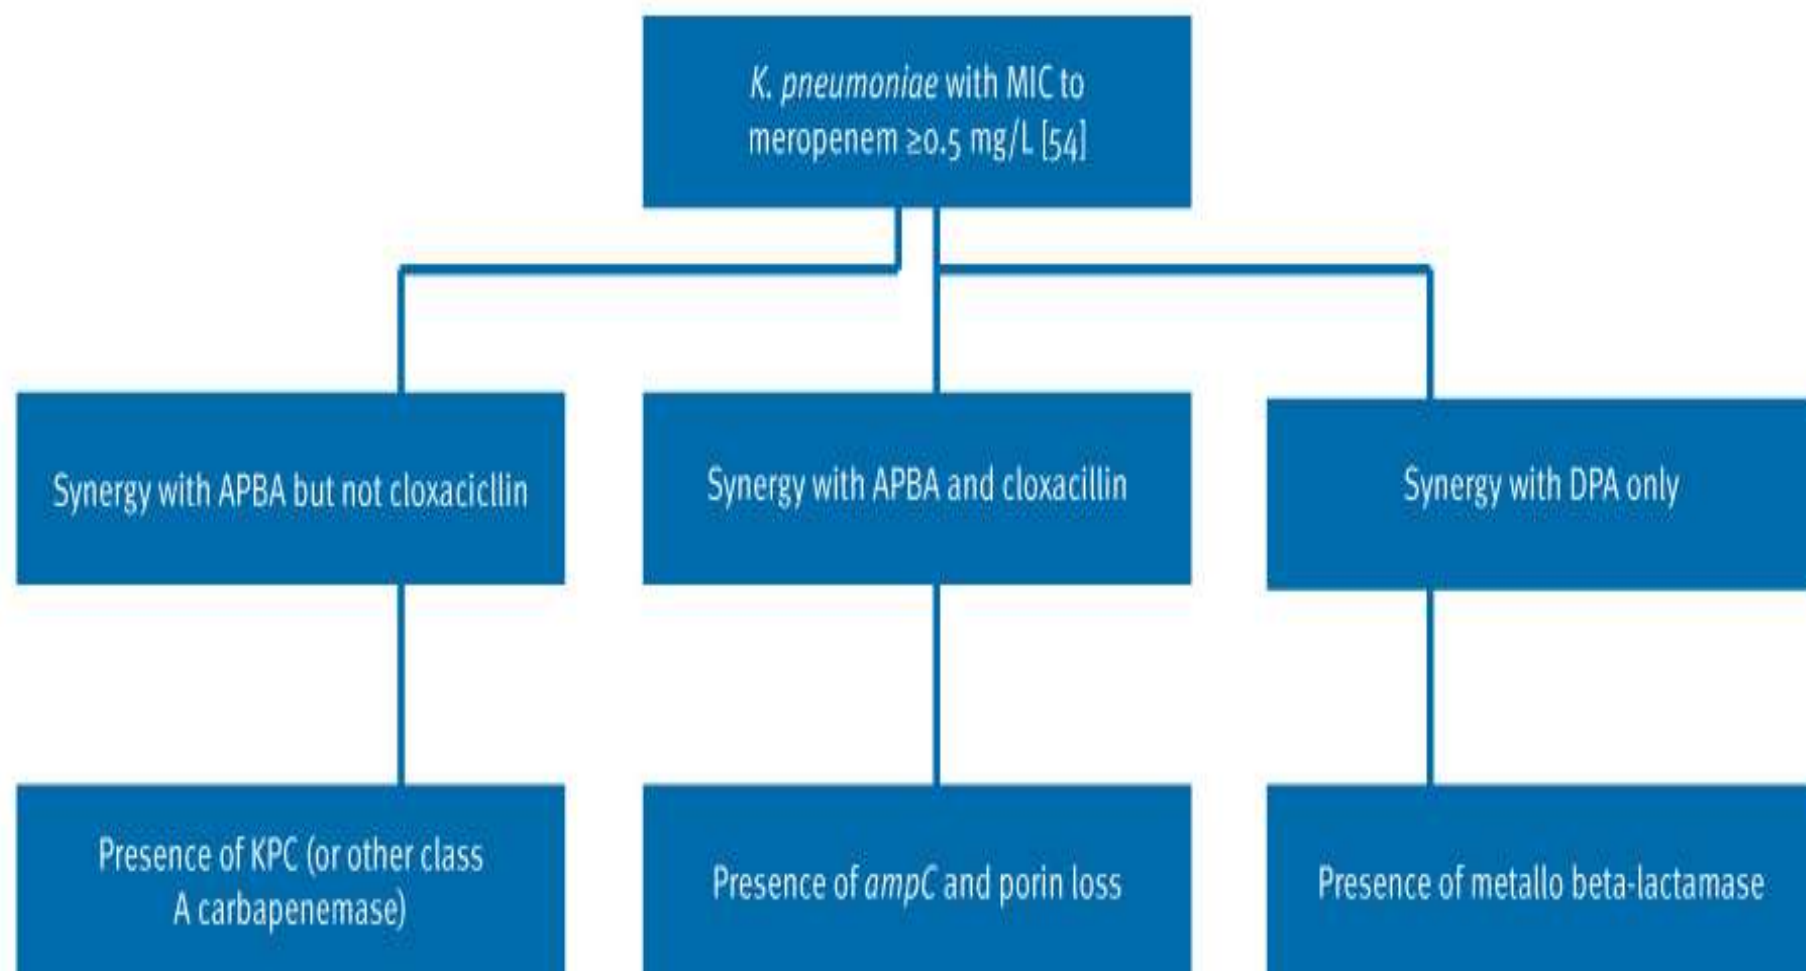 K. pneumoniae with MIC to
meropenem ≥0.5 mg/L [54]
Synergy with APBA but not cloxacicllin
Synergy with APBA and cloxacillin
Synergy with DPA only
Presence of KPC (or other class
A carbapenemase)
Presence of ampC and porin loss
Presence of metallo beta-lactamase